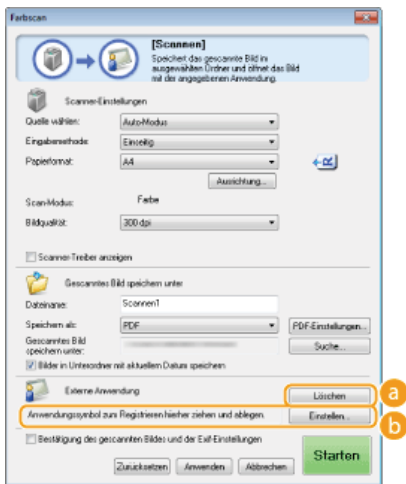 Farbscan
[Scannen]
Speichert das gescannte Bild im
ausgewählten Ordner und öffnet das Bild
mit der angegebenen Anwendung.
Scanner-Einstellungen
Quelle wählen: Auto-Modus
Eingabemethode: Einseitig
Papierformat: A4
Ausrichtung...
Scan-Modus: Farbe
Bildqualität: 300 dpi
Scanner-Treiber anzeigen
Gescanntes Bild speichern unter
Dateiname: Scannen1
Speichern als: PDF PDF-Einstellungen...
Gescanntes Bild
speichern unter: Suche...
Bilder in Unterordner mit aktuellem Datum speichern
Externe Anwendung Löschen a
Anwendungssymbol zum Registrieren hierher ziehen und ablegen. Einstellen... b
Bestätigung des gescannten Bildes und der Exif-Einstellungen
Zurücksetzen Anwenden Abbrechen Starten